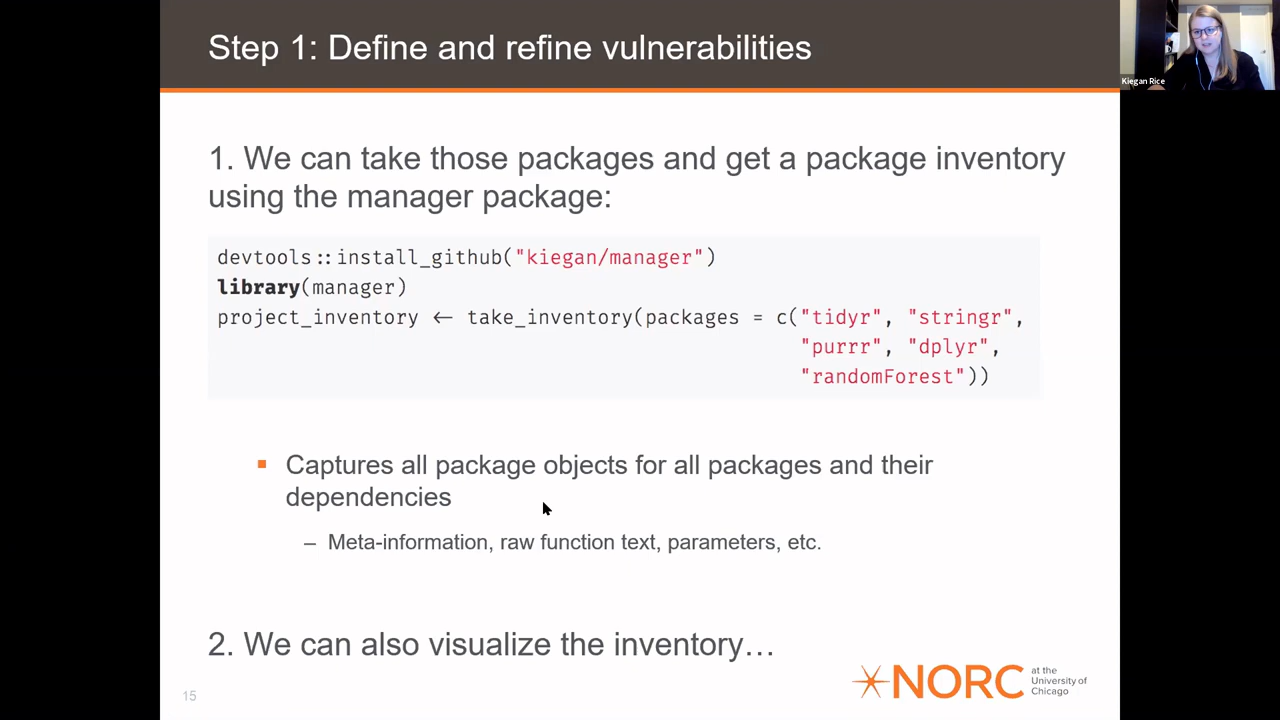 Step 1: Define and refine vulnerabilities
Kiegan Rice
1. We can take those packages and get a package inventory
using the manager package:
devtools::install_github("kiegan/manager")
library(manager)
project_inventory ← take_inventory(packages = c("tidyr", "stringr",
"purrr", "dplyr",
"randomForest"))
▪ Captures all package objects for all packages and their
dependencies
– Meta-information, raw function text, parameters, etc.
2. We can also visualize the inventory…
15
NORC
at the
University of
Chicago